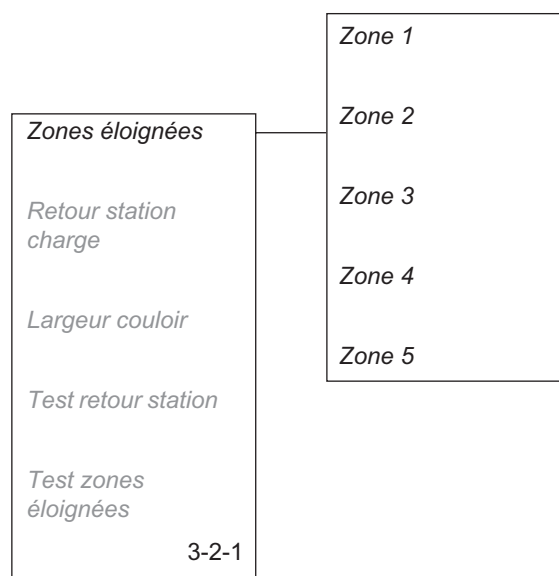 Zones éloignées
Retour station
charge
Largeur couloir
Test retour station
Test zones
éloignées
3-2-1
Zone 1
Zone 2
Zone 3
Zone 4
Zone 5